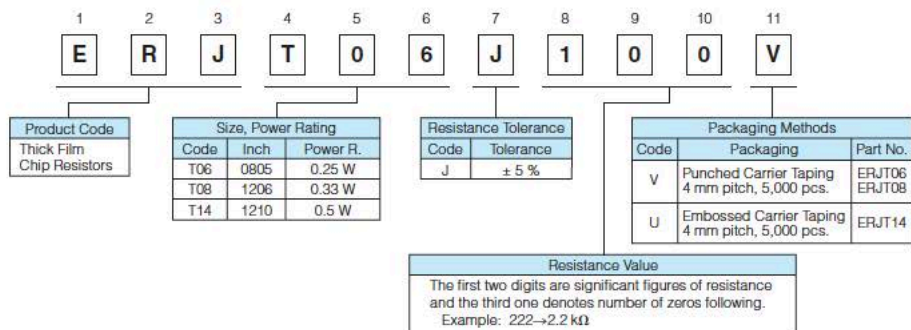 1 2 3 4 5 6 7 8 9 10 11
E R J T 0 6 J 1 0 0 V
Product Code
Thick Film
Chip Resistors
Size, Power Rating
Code Inch Power R.
T06 0805 0.25 W
T08 1206 0.33 W
T14 1210 0.5 W
Resistance Tolerance
Code Tolerance
J ± 5 %
Packaging Methods
Code Packaging Part No.
V Punched Carrier Taping
4 mm pitch, 5,000 pcs. ERJT06
ERJT08
U Embossed Carrier Taping
4 mm pitch, 5,000 pcs. ERJT14
Resistance Value
The first two digits are significant figures of resistance
and the third one denotes number of zeros following.
Example: 222→2.2 kΩ